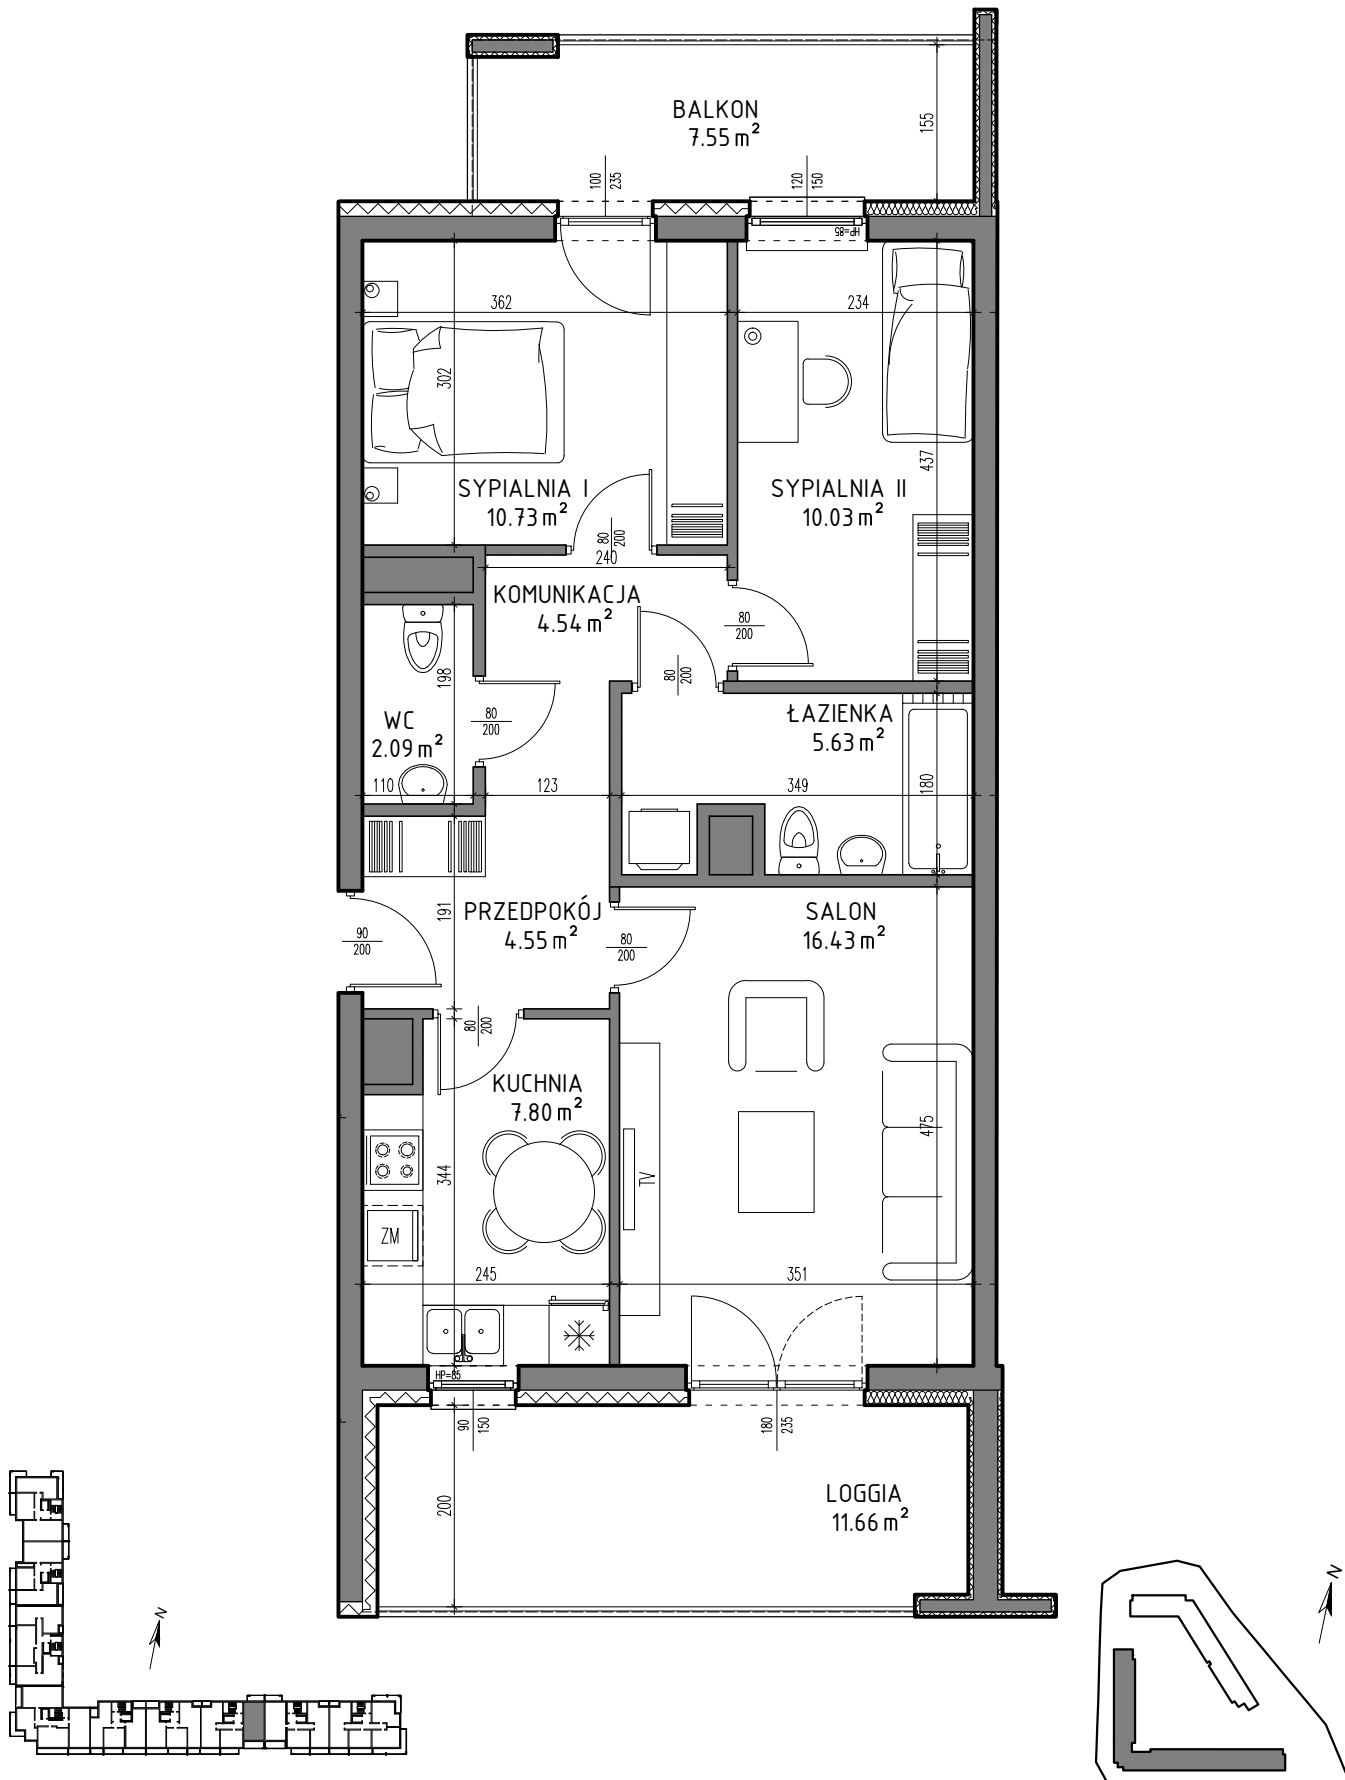 BALKON
7.55 m²
155
100
235
120
150
HP=85
362
234
302
437
SYPIALNIA I
10.73 m²
SYPIALNIA II
10.03 m²
80
200
240
KOMUNIKACJA
4.54 m²
80
200
80
200
198
WC
2.09 m²
80
200
ŁAZIENKA
5.63 m²
110
123
349
180
191
PRZEDPOKÓJ
4.55 m²
SALON
16.43 m²
90
200
80
200
80
200
KUCHNIA
7.80 m²
344
475
TV
ZM
245
351
HP=85
90
150
180
235
200
LOGGIA
11.66 m²
N
N